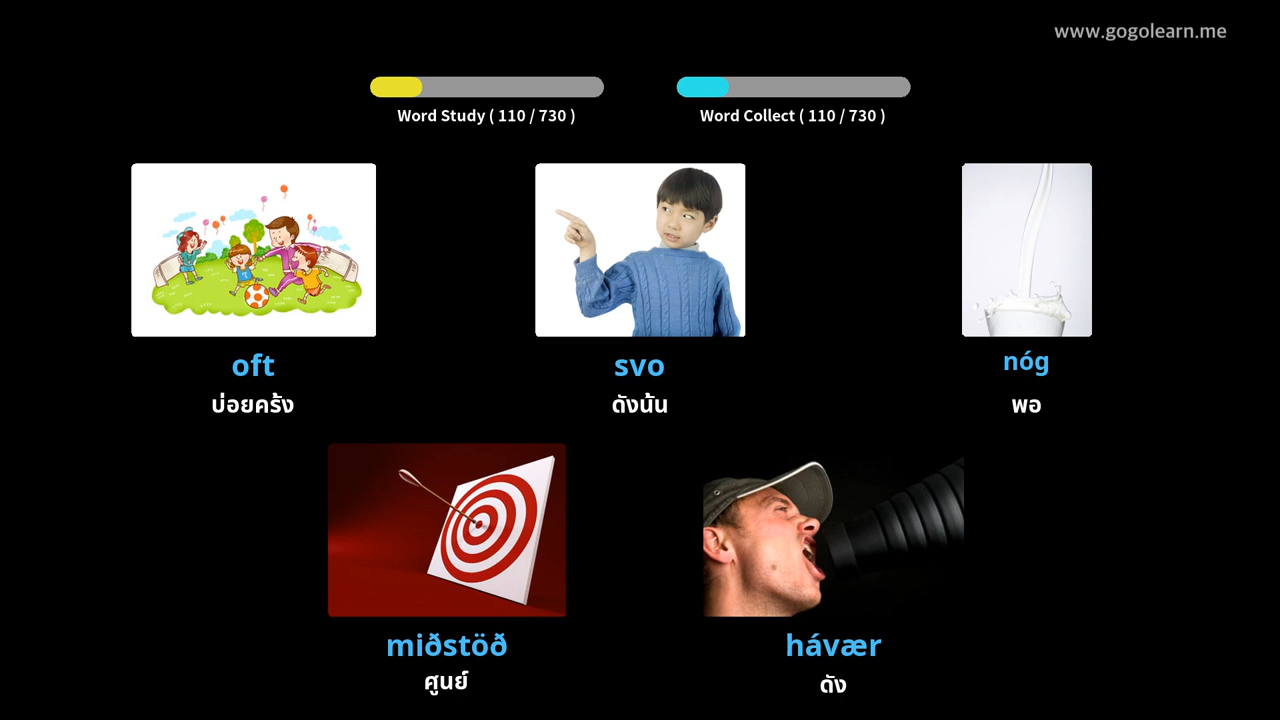 www.gogolearn.me
Word Study ( 110 / 730 )
Word Collect ( 110 / 730 )
oft
svo
nóg
บ่อยครั้ง
ดังนั้น
พอ
miðstöð
hávær
ศูนย์
ดัง